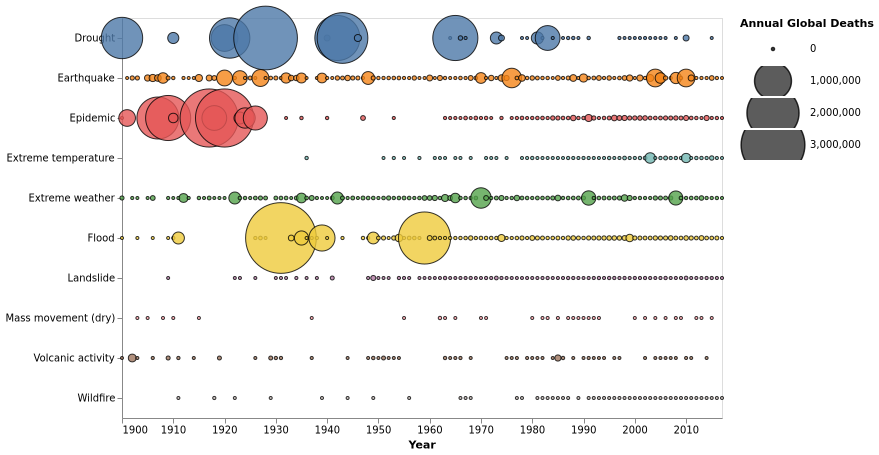 Annual Global Deaths
0
1,000,000
2,000,000
3,000,000
Drought
Earthquake
Epidemic
Extreme temperature
Extreme weather
Flood
Landslide
Mass movement (dry)
Volcanic activity
Wildfire
1900 1910 1920 1930 1940 1950 1960 1970 1980 1990 2000 2010
Year